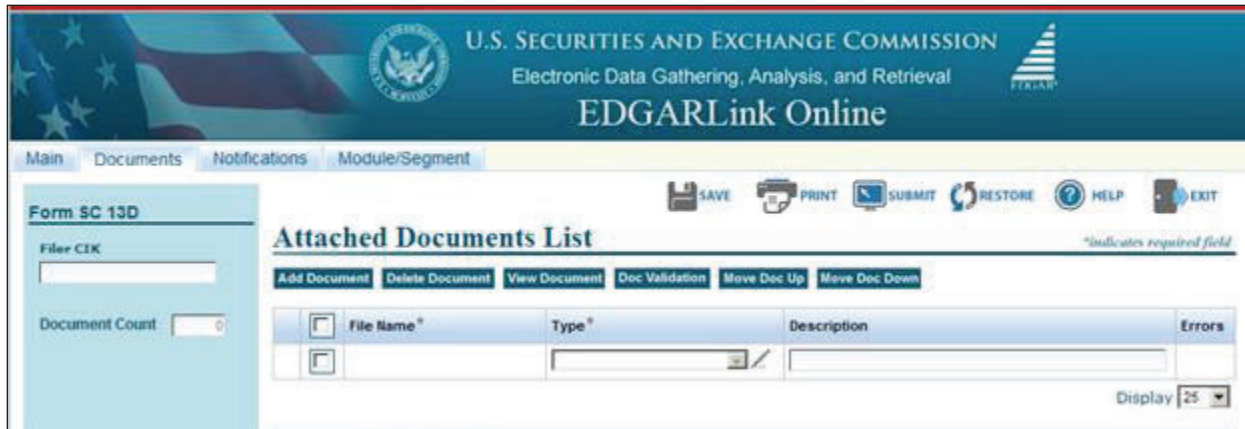 U.S. SECURITIES AND EXCHANGE COMMISSION
Electronic Data Gathering, Analysis, and Retrieval
EDGAR®
EDGARLink Online
Main Documents Notifications Module/Segment
SAVE PRINT SUBMIT RESTORE HELP EXIT
Form SC 13D
Attached Documents List
*indicates required field
Filer CIK
Add Document Delete Document View Document Doc Validation Move Doc Up Move Doc Down
Document Count 0
File Name* Type* Description Errors
Display 25